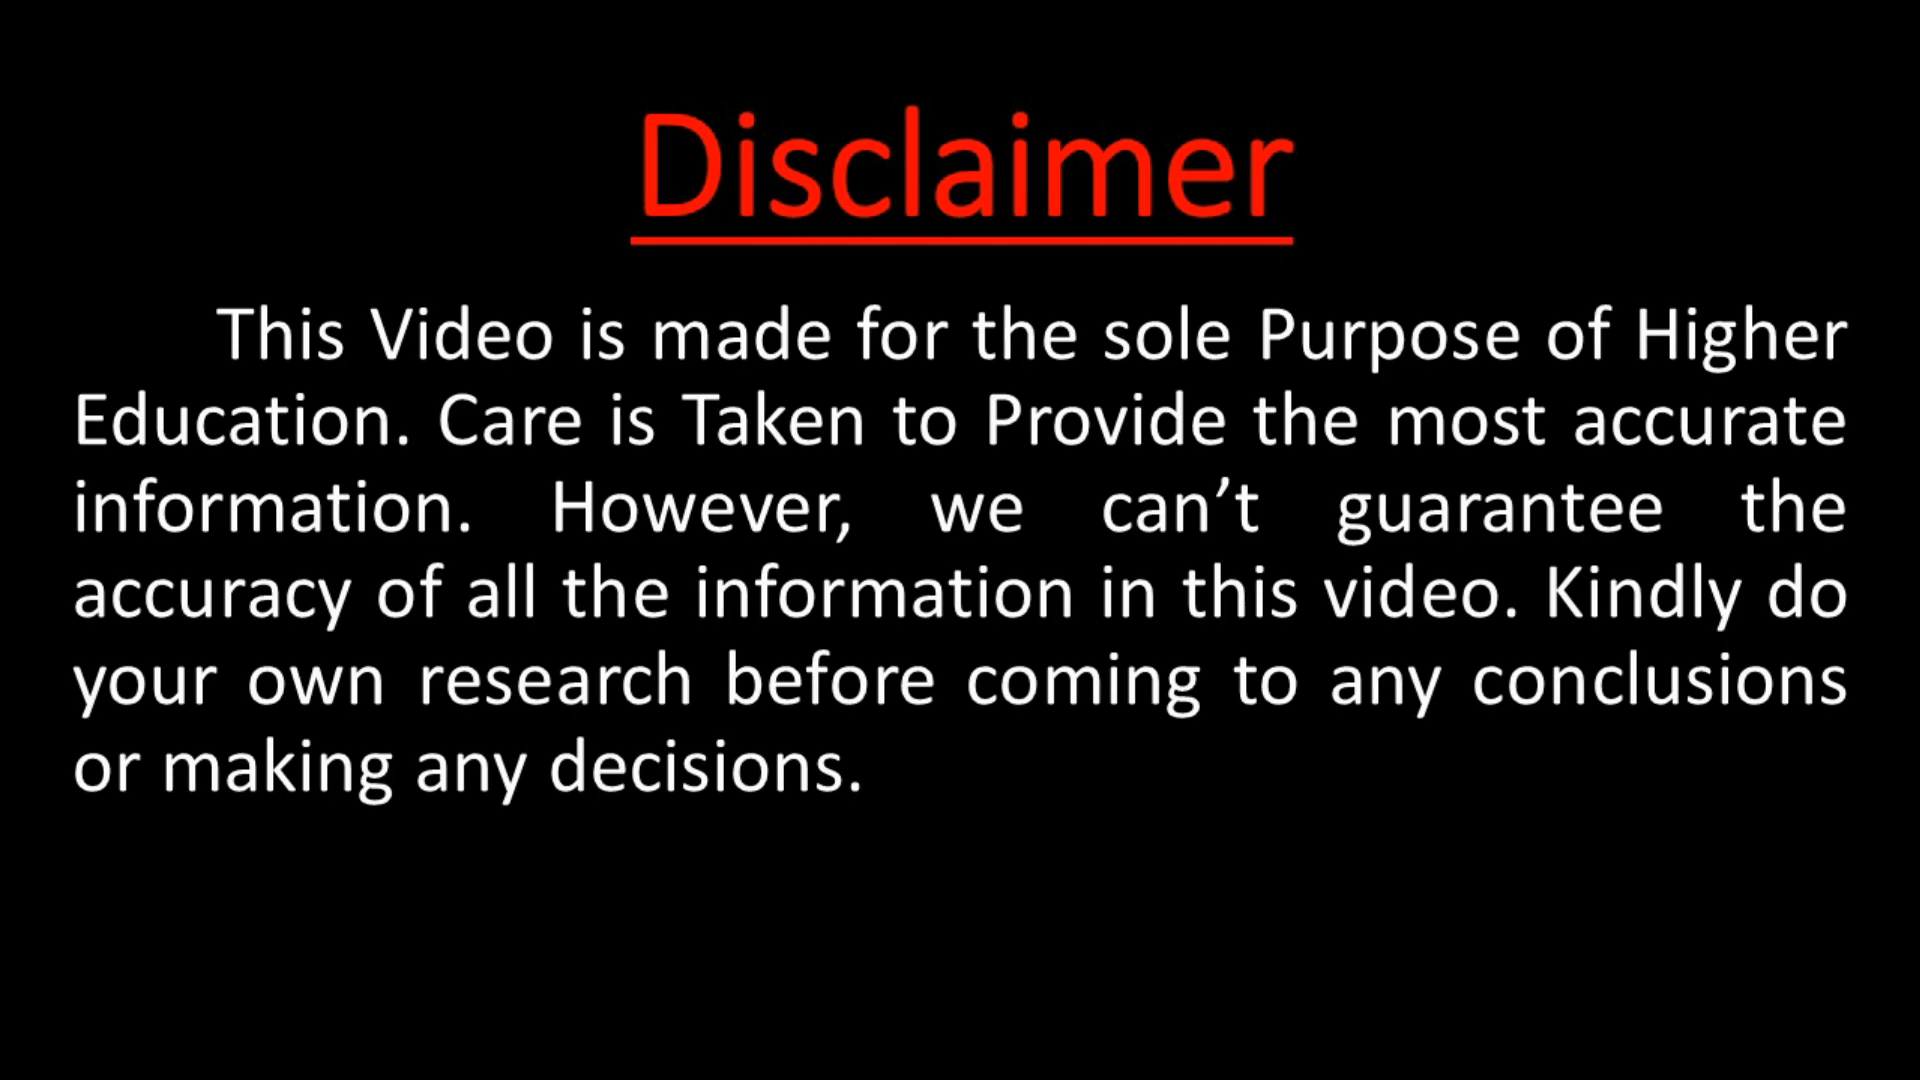 Disclaimer
This Video is made for the sole Purpose of Higher
Education. Care is Taken to Provide the most accurate
information. However, we can’t guarantee the
accuracy of all the information in this video. Kindly do
your own research before coming to any conclusions
or making any decisions.